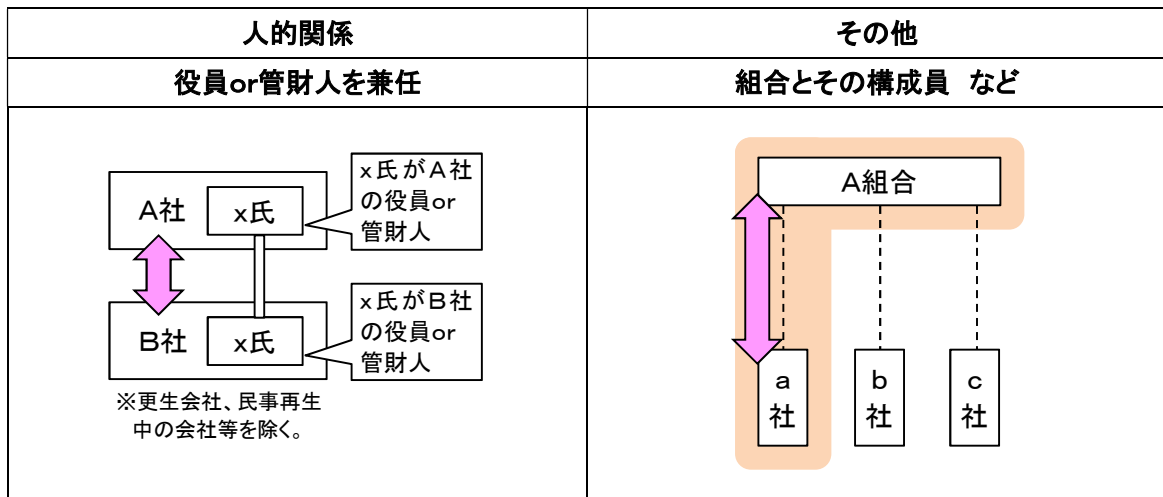 人的関係
その他
役員or管財人を兼任
組合とその構成員 など
A社
x氏
x氏がA社
の役員or
管財人
B社
x氏
x氏がB社
の役員or
管財人
※更生会社、民事再生
中の会社等を除く。
A組合
a
社
b
社
c
社